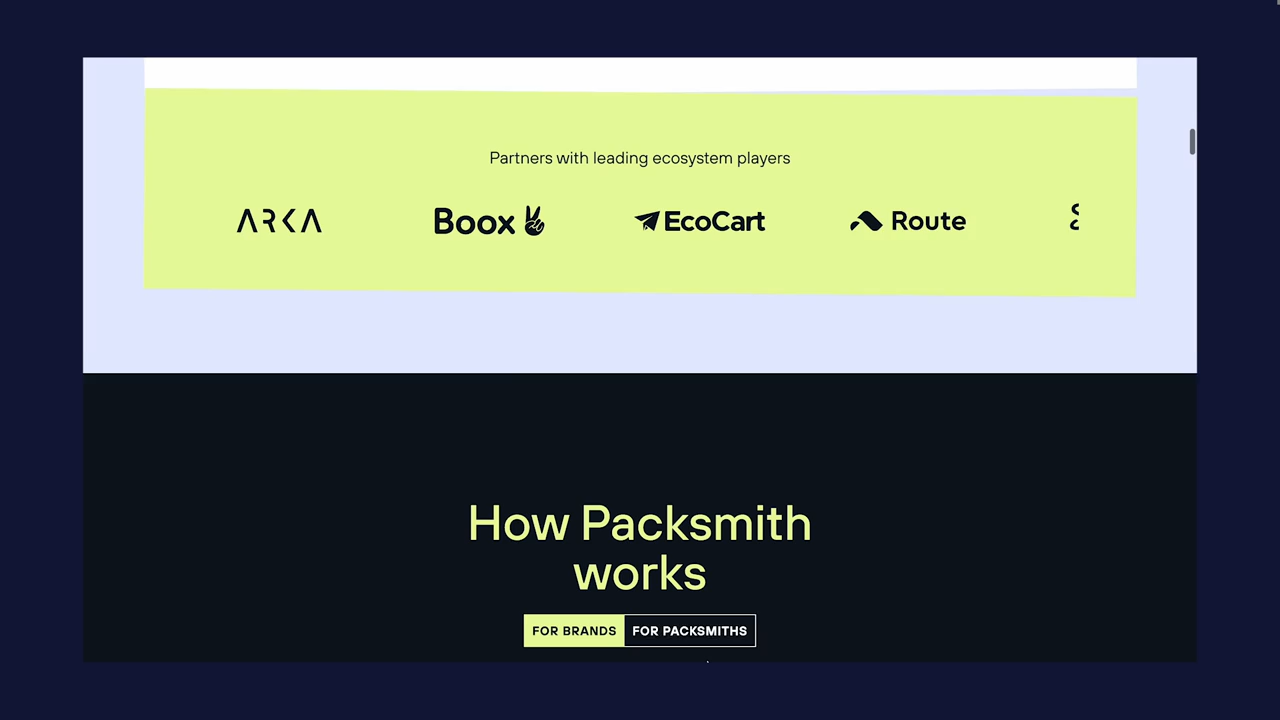 Partners with leading ecosystem players
ARKA Boox EcoCart Route
How Packsmith
works
FOR BRANDS FOR PACKSMITHS